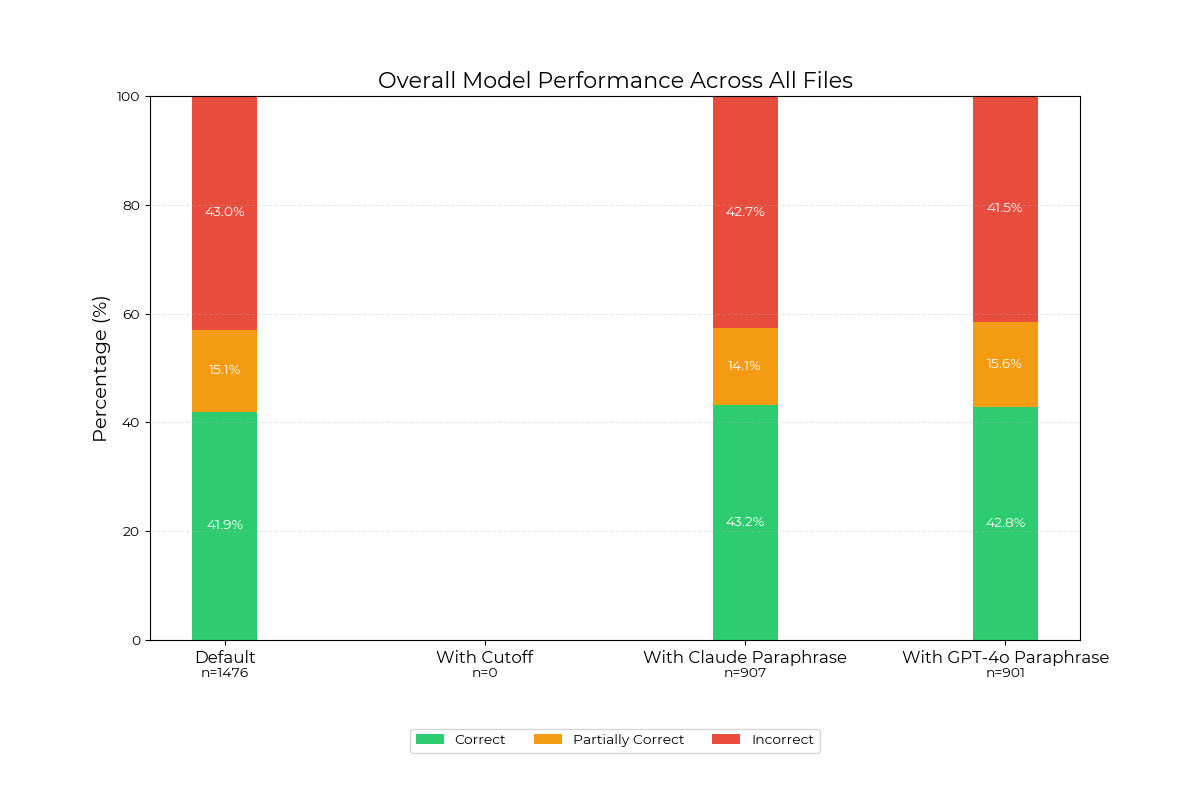 Overall Model Performance Across All Files
Percentage (%)
100
80
60
40
20
0
43.0%
15.1%
41.9%
42.7%
14.1%
43.2%
41.5%
15.6%
42.8%
Default
n=1476
With Cutoff
n=0
With Claude Paraphrase
n=907
With GPT-4o Paraphrase
n=901
Correct
Partially Correct
Incorrect